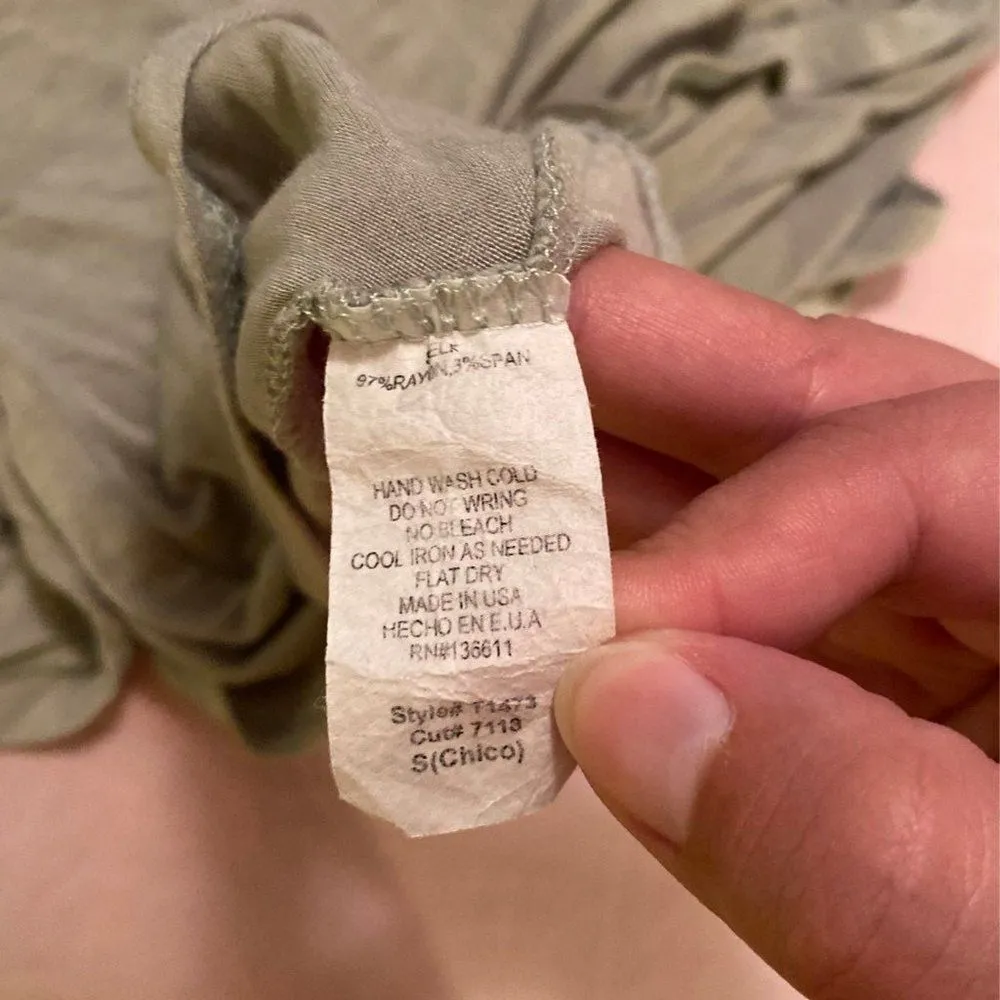 ELK
97%RAYON,3%SPAN
HAND WASH COLD
DO NOT WRING
NO BLEACH
COOL IRON AS NEEDED
FLAT DRY
MADE IN USA
HECHO EN E.U.A
RN#136611
Style# T1473
Cut# 7113
S(Chico)